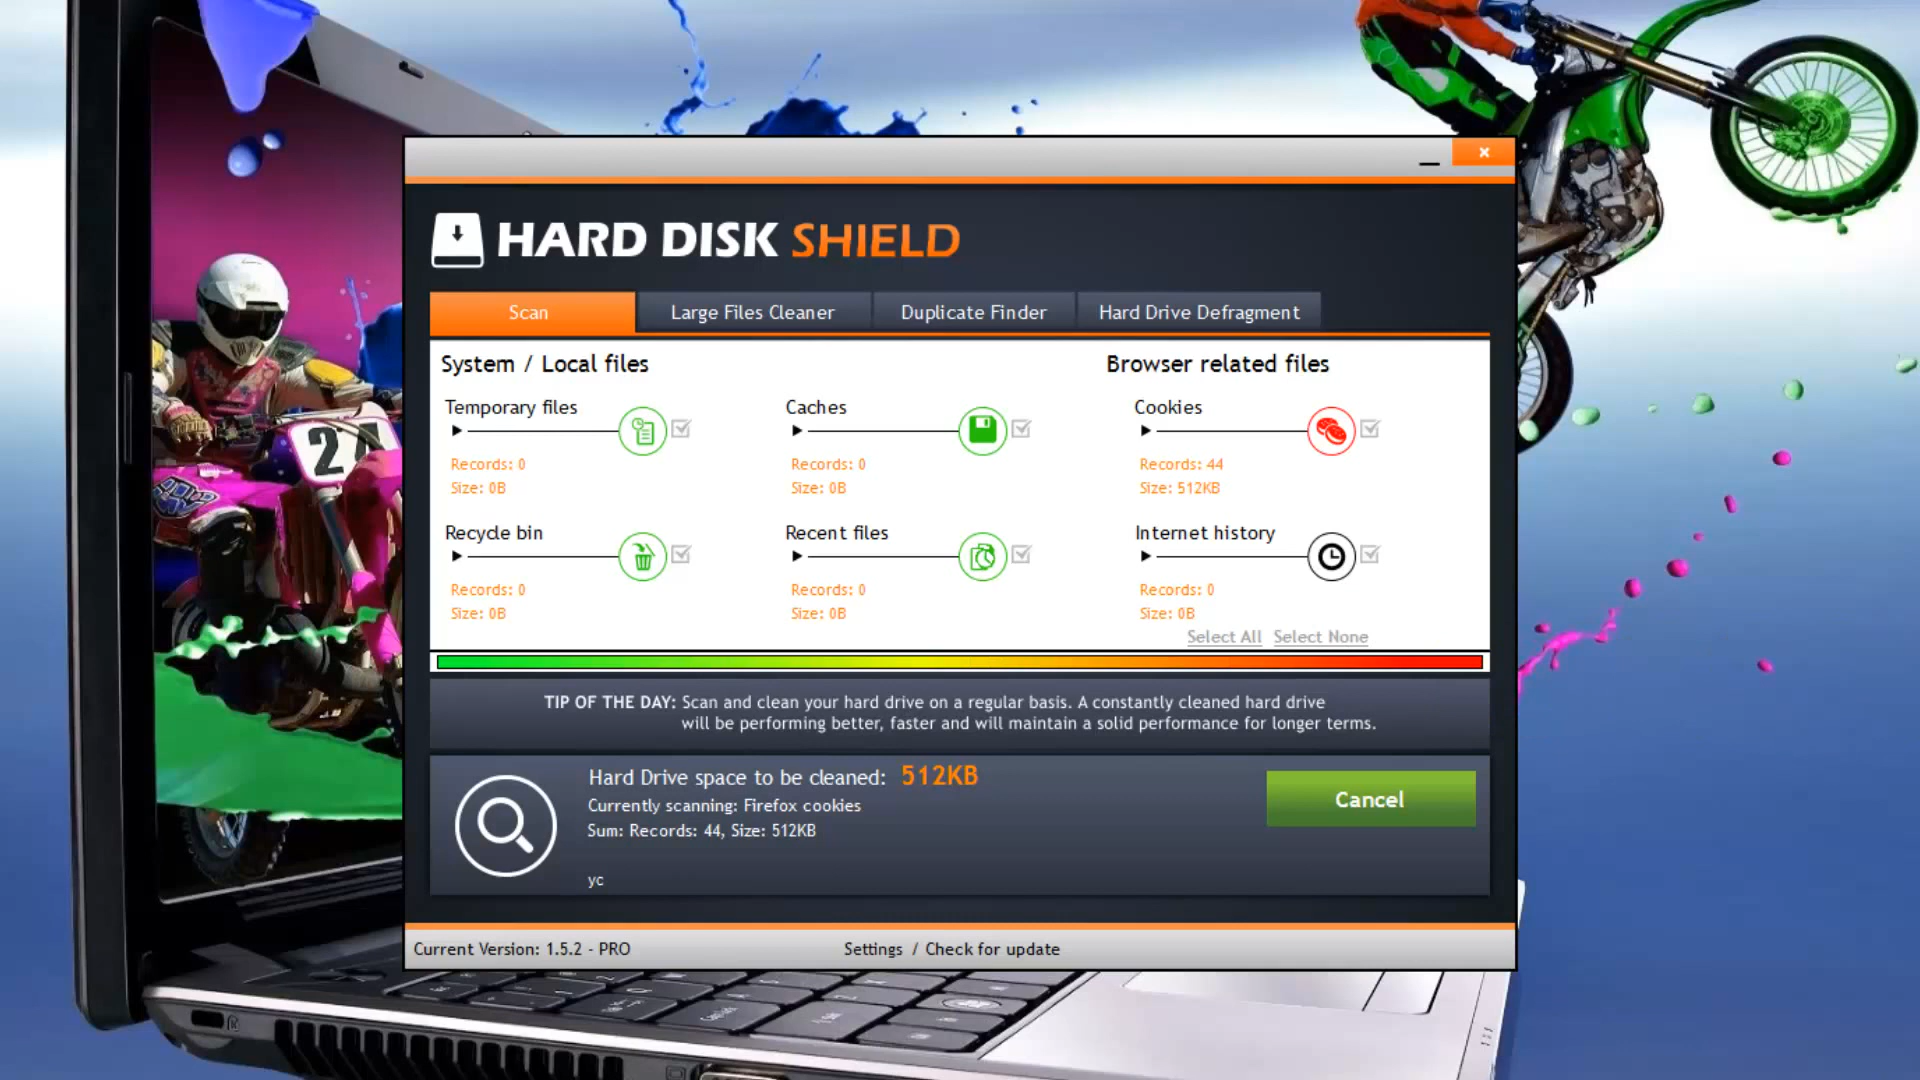 HARD DISK SHIELD
Scan
Large Files Cleaner
Duplicate Finder
Hard Drive Defragment
System / Local files
Browser related files
Temporary files
Caches
Cookies
Records: 0
Records: 0
Records: 44
Size: 0B
Size: 0B
Size: 512KB
Recycle bin
Recent files
Internet history
Records: 0
Records: 0
Records: 0
Size: 0B
Size: 0B
Size: 0B
Select All Select None
TIP OF THE DAY: Scan and clean your hard drive on a regular basis. A constantly cleaned hard drive
will be performing better, faster and will maintain a solid performance for longer terms.
Hard Drive space to be cleaned: 512KB
Cancel
Currently scanning: Firefox cookies
Sum: Records: 44, Size: 512KB
yc
Current Version: 1.5.2 - PRO
Settings / Check for update